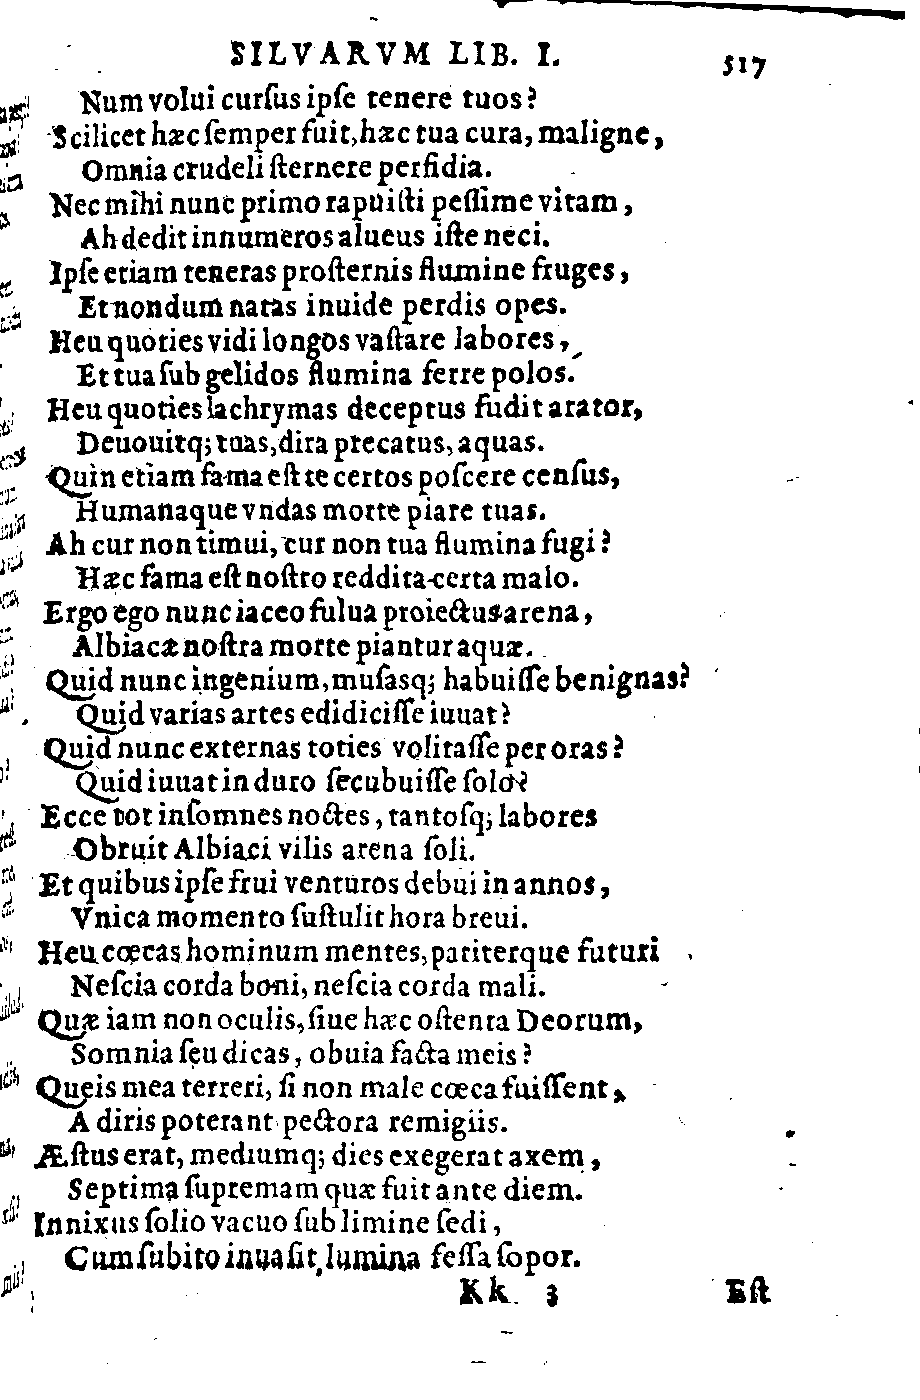 SILVARVM LIB. I. 517
Num volui curſus ipſe tenere tuos?
Scilicet hæc ſemper fuit, hæc tua cura, maligne,
Omnia crudeli ſternere perfidia.
Nec mihi nunc primo rapuiſti peſſime vitam,
Ah dedit innumeros alueus iſte neci.
Ipſe etiam teneras proſternis flumine fruges,
Et nondum natas inuide perdis opes.
Heu quoties vidi longos vaſtare labores,
Et tua ſub gelidos flumina ferre polos.
Heu quoties lachrymas deceptus fudit arator,
Deuouitq; tuas, dira precatus, aquas.
Quin etiam fama eſt te certos poſcere cenſus,
Humanaque vndas morte piare tuas.
Ah cur non timui, cur non tua flumina fugi?
Hæc fama eſt noſtro reddita certa malo.
Ergo ego nunc iaceo fulua proiectus arena,
Albiacæ noſtra morte piantur aquæ.
Quid nunc ingenium, muſasq; habuiſſe benignas?
Quid varias artes edidiciſſe iuuat?
Quid nunc externas toties volitaſſe per oras?
Quid iuuat in duro ſecubuiſſe ſolo?
Ecce tot inſomnes noctes, tantoſq; labores
Obruit Albiaci vilis arena ſoli.
Et quibus ipſe frui venturos debui in annos,
Vnica momento ſuſtulit hora breui.
Heu cœcas hominum mentes, pariterque futuri
Neſcia corda boni, neſcia corda mali.
Quæ iam non oculis, ſiue hæc oſtenta Deorum,
Somnia ſeu dicas, obuia facta meis?
Queis mea terreri, ſi non male cœca fuiſſent,
A diris poterant pectora remigiis.
Æſtus erat, mediumq; dies exegerat axem,
Septima ſupremam quæ fuit ante diem.
Innixus ſolio vacuo ſub limine ſedi,
Cum ſubito inuaſit lumina feſſa ſopor.
Kk 3 Eſt